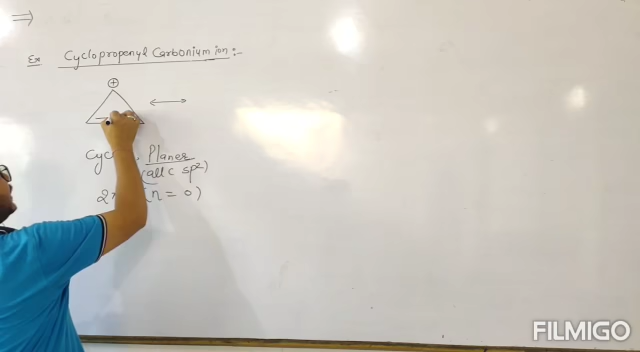 ⇒
Ex Cyclopropenyl Carbonium ion :-
⊕
↔
Planer
(all C sp²)
(n = 0)
FILMIGO